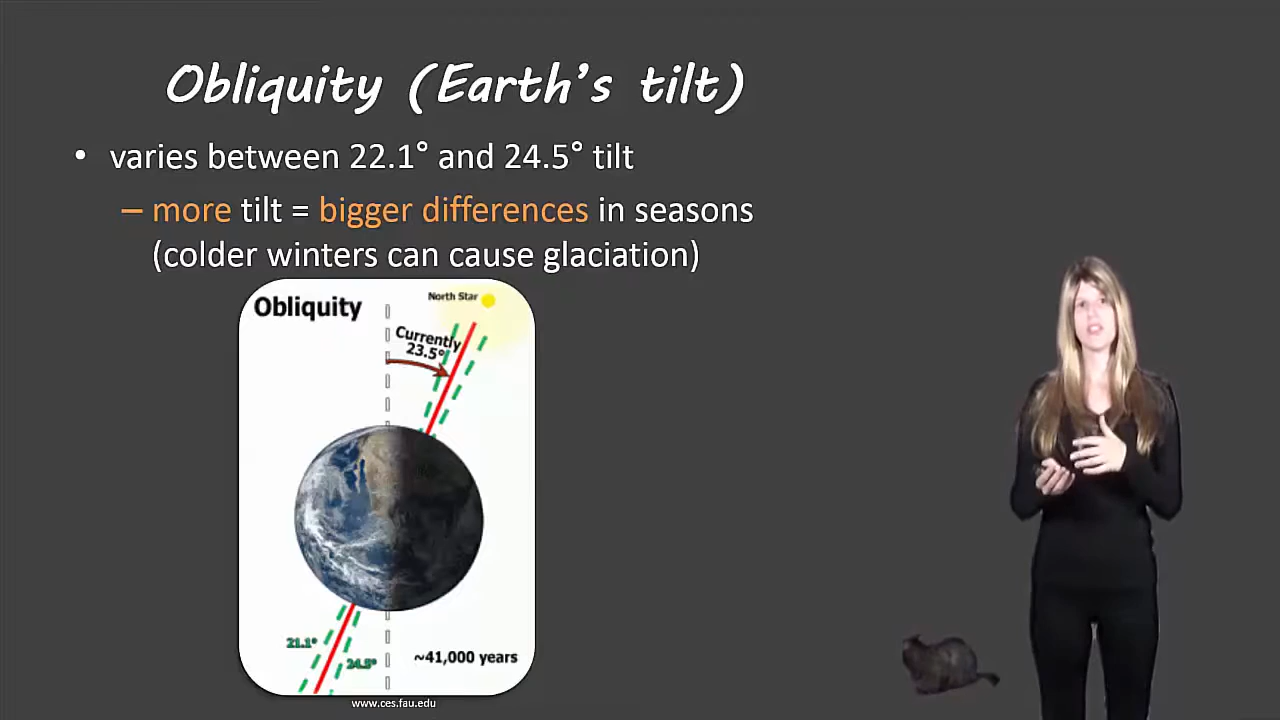 Obliquity (Earth's tilt)
• varies between 22.1° and 24.5° tilt
– more tilt = bigger differences in seasons
(colder winters can cause glaciation)
Obliquity
North Star
Currently
23.5°
21.1°
24.5°
~41,000 years
www.ces.fau.edu